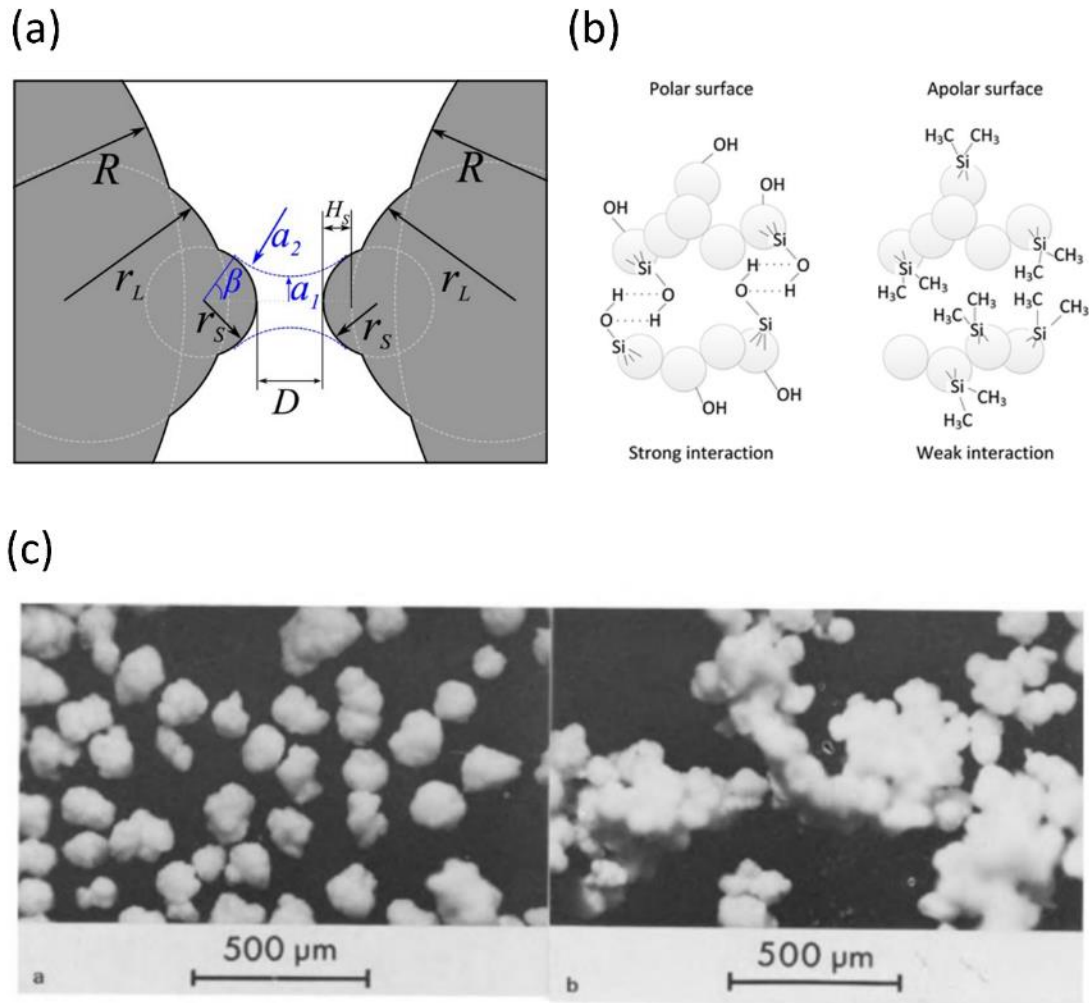 (a)
(b)
R
R
H_S
a_2
r_L
β
a_1
r_L
r_S
r_S
D
Polar surface
Apolar surface
OH
OH
OH
Si
H
O
O
H
Si
H
O
O
H
Si
Si
OH
OH
Strong interaction
H₃C CH₃
Si
Si
CH₃
H₃C
CH₃
Si
CH₃
H₃C
CH₃
H₃C
Si
H₃C
CH₃
Si
Si
CH₃
H₃C
Weak interaction
(c)
500 µm
a
500 µm
b